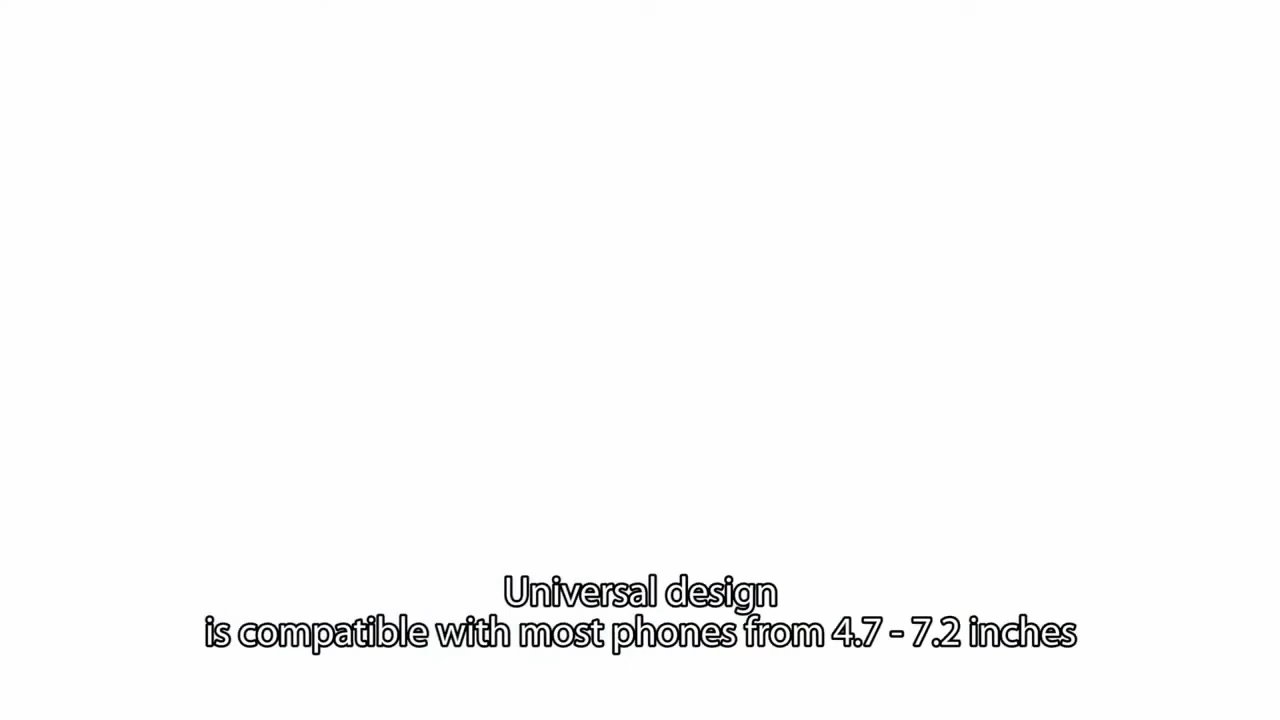 Universal design
is compatible with most phones from 4.7 - 7.2 inches